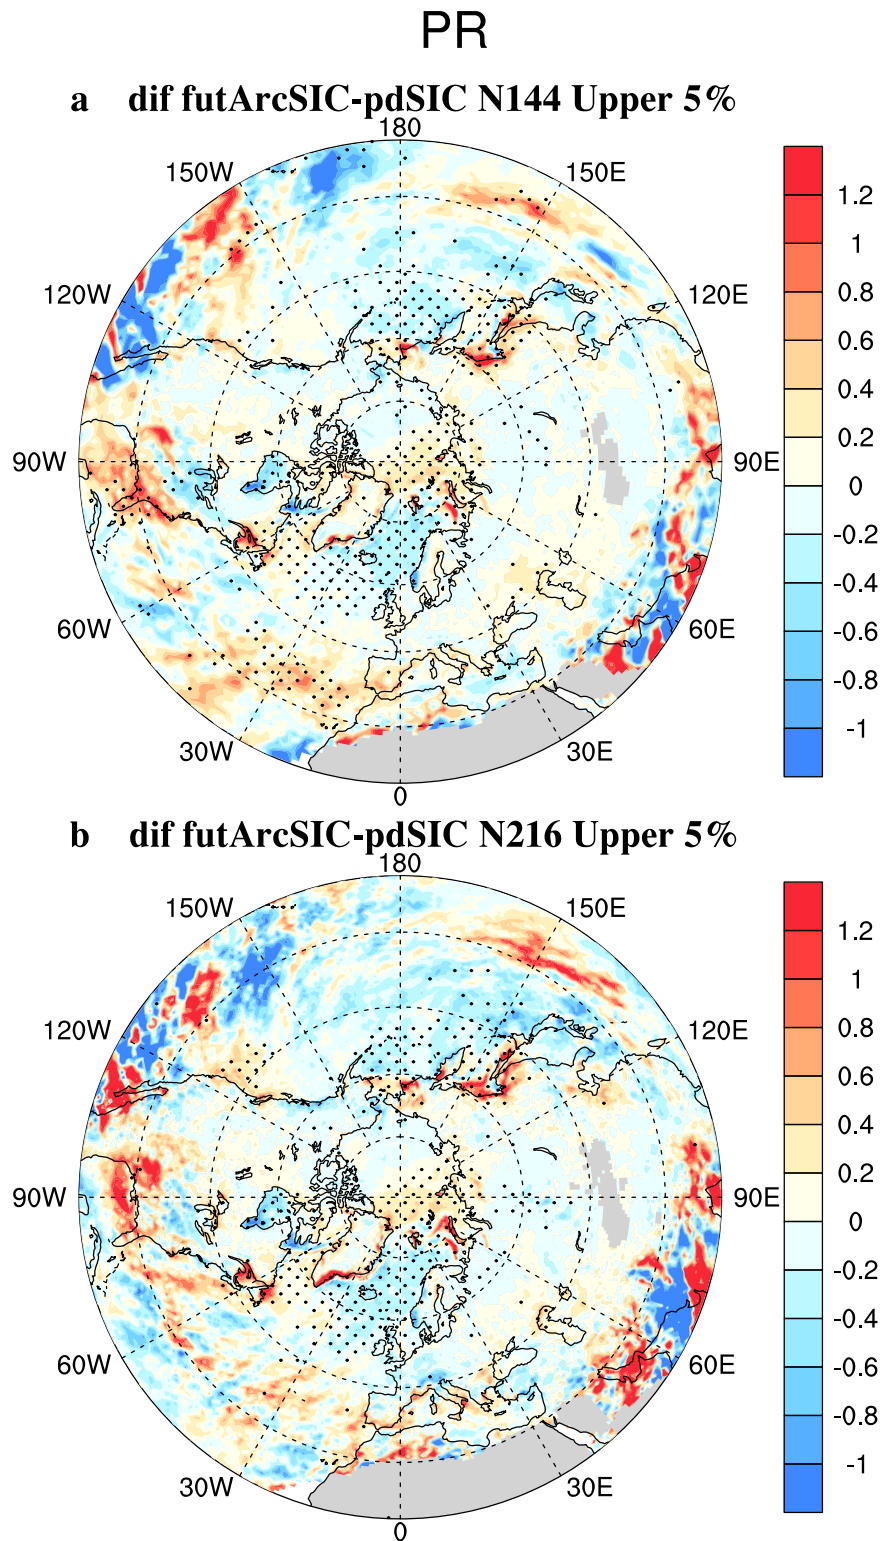 PR
a dif futArcSIC-pdSIC N144 Upper 5%
180
150W 150E
120W 120E
90W 90E
60W 60E
30W 30E
0
1.2
1
0.8
0.6
0.4
0.2
0
-0.2
-0.4
-0.6
-0.8
-1
b dif futArcSIC-pdSIC N216 Upper 5%
180
150W 150E
120W 120E
90W 90E
60W 60E
30W 30E
0
1.2
1
0.8
0.6
0.4
0.2
0
-0.2
-0.4
-0.6
-0.8
-1